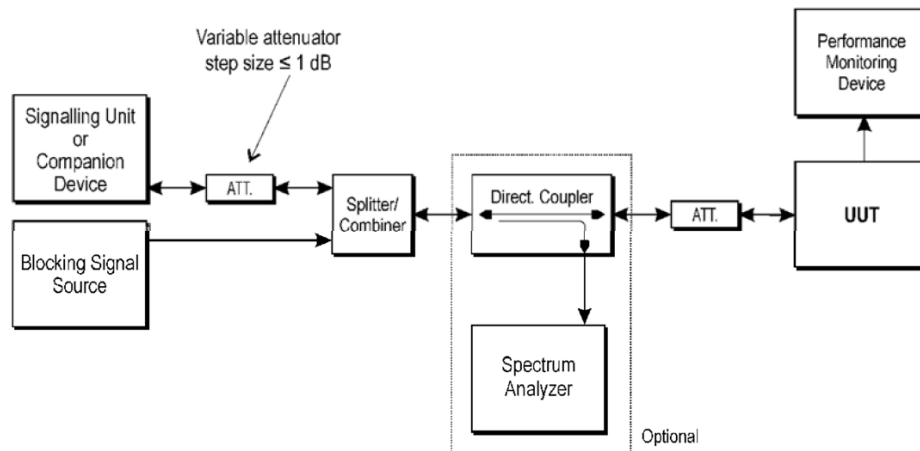 Variable attenuator
step size ≤ 1 dB
Performance
Monitoring
Device
Signalling Unit
or
Companion
Device
ATT.
Splitter/
Combiner
Direct. Coupler
ATT.
UUT
Blocking Signal
Source
Spectrum
Analyzer
Optional